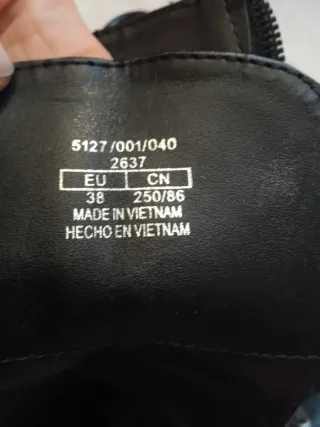 5127/001/040
2637
EU CN
38 250/86
MADE IN VIETNAM
HECHO EN VIETNAM